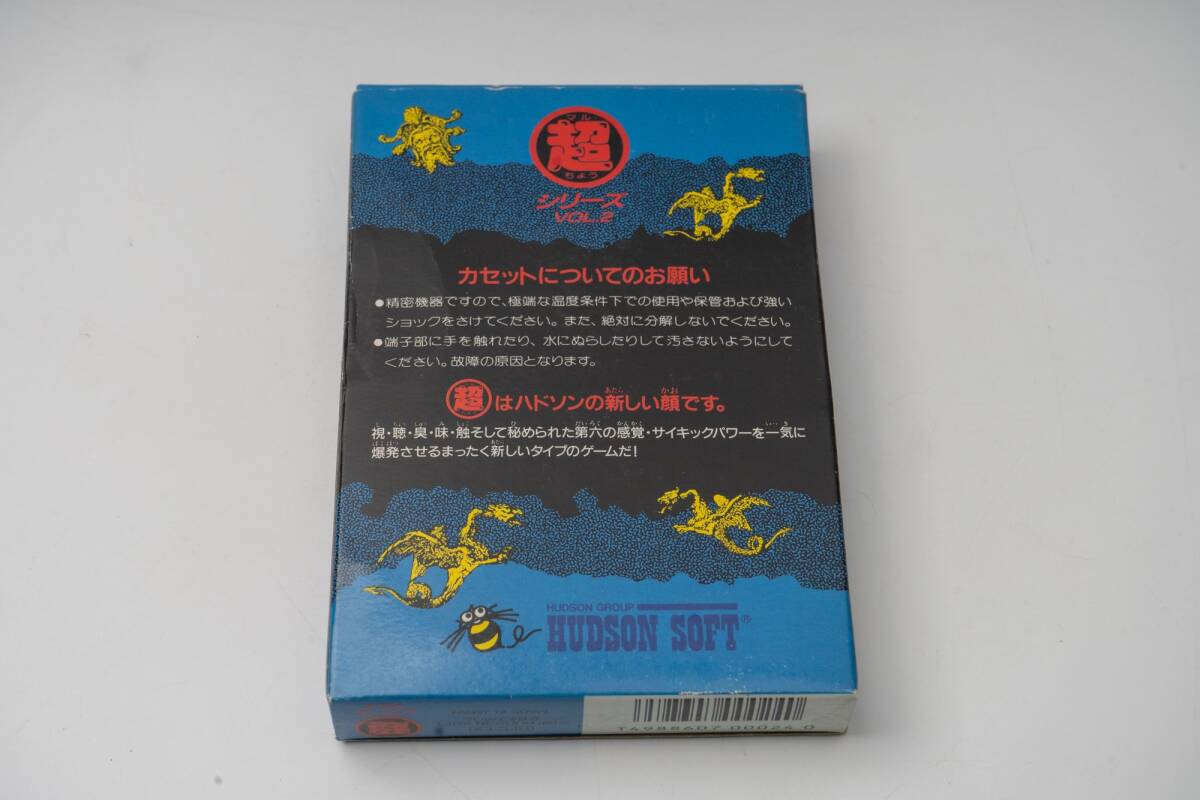 マル
超
ちょう
シリーズ
VOL.2
カセットについてのお願い
●精密機器ですので、極端な温度条件下での使用や保管および強い
ショックをさけてください。また、絶対に分解しないでください。
●端子部に手を触れたり、水にぬらしたりして汚さないようにして
ください。故障の原因となります。
超はハドソンの新しい顔です。
視・聴・臭・味・触そして秘められた第六の感覚・サイキックパワーを一気に
爆発させるまったく新しいタイプのゲームだ!
HUDSON GROUP
HUDSON SOFT®
T4988607 00024 0